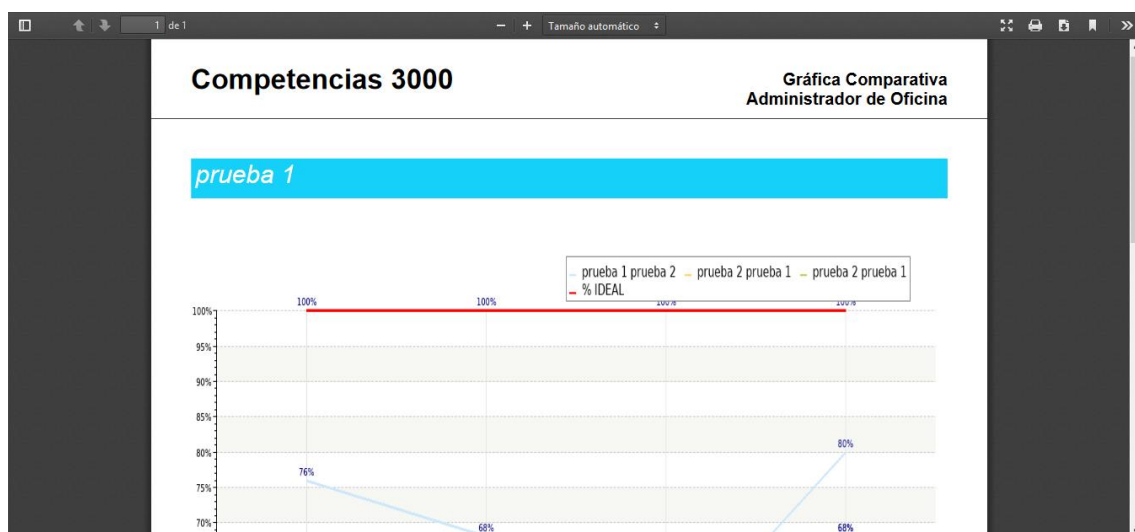 1 de 1
Tamaño automático
Competencias 3000
Gráfica Comparativa
Administrador de Oficina
prueba 1
prueba 1 prueba 2 prueba 2 prueba 1 prueba 2 prueba 1
% IDEAL
100% 100% 100% 100%
100%
95%
90%
85%
80% 80%
76%
75%
70%
68% 68%